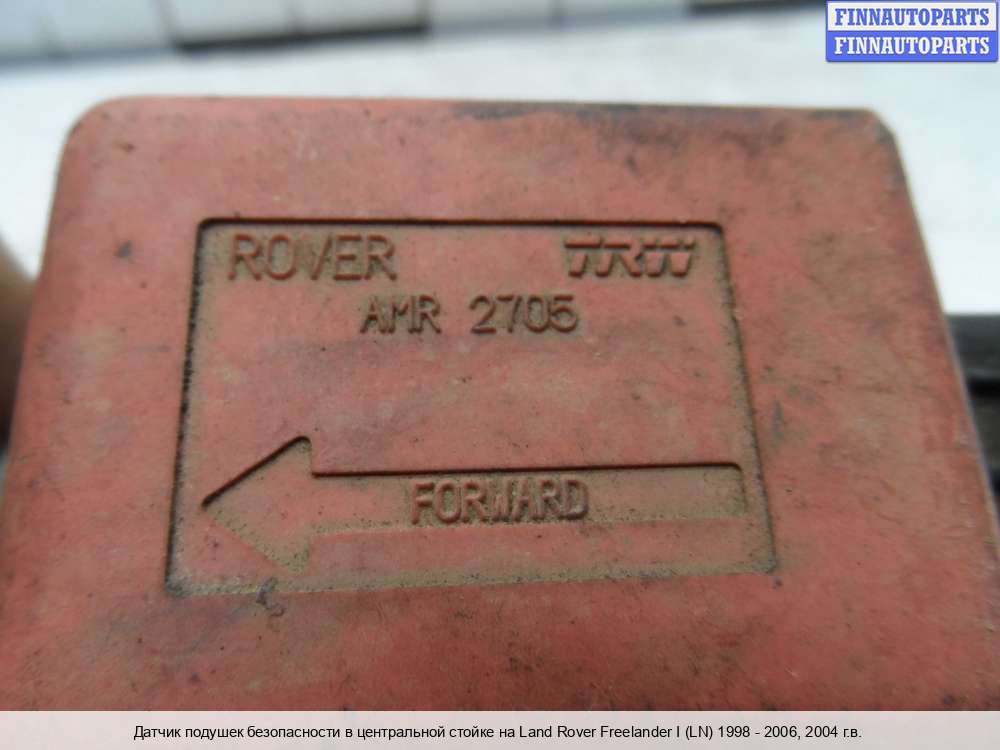 FINNAUTOPARTS
FINNAUTOPARTS
ROVER TRW
AMR 2705
FORWARD
Датчик подушек безопасности в центральной стойке на Land Rover Freelander I (LN) 1998 - 2006, 2004 г.в.